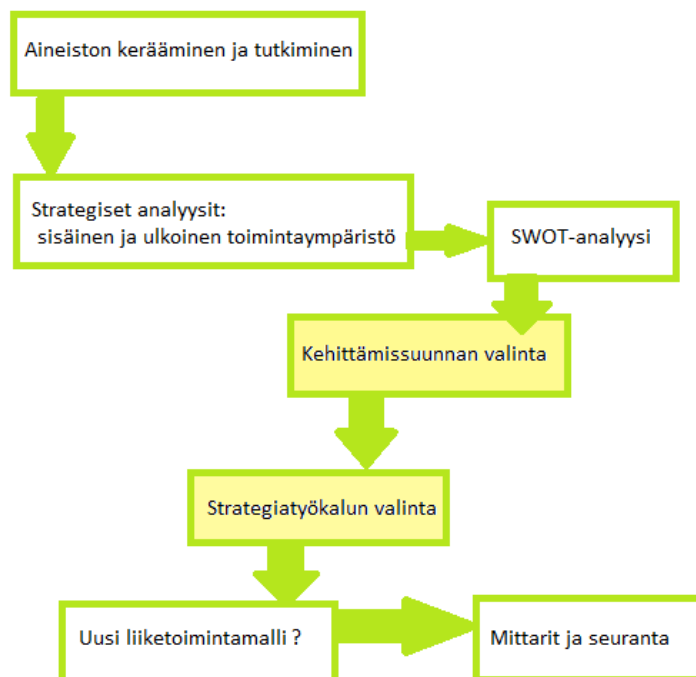 Aineiston kerääminen ja tutkiminen
Strategiset analyysit:
sisäinen ja ulkoinen toimintaympäristö
SWOT-analyysi
Kehittämissuunnan valinta
Strategiatyökalun valinta
Uusi liiketoimintamalli ?
Mittarit ja seuranta